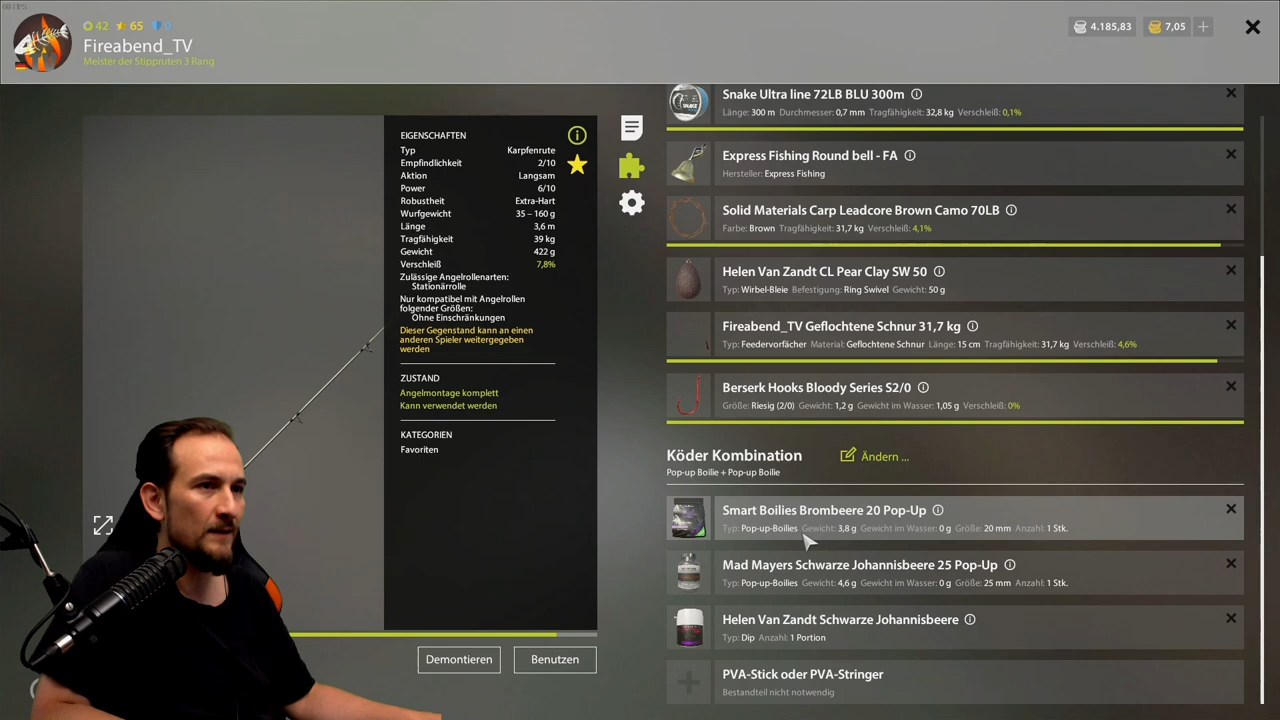 42 65
Fireabend_TV
Meister der Stippruten 3 Rang
4.185,83 7,05
EIGENSCHAFTEN
Typ Karpfenrute
Empfindlichkeit 2/10
Aktion Langsam
Power 6/10
Robustheit Extra-Hart
Wurfgewicht 35 – 160 g
Länge 3,6 m
Tragfähigkeit 39 kg
Gewicht 422 g
Verschleiß 7,8%
Zulässige Angelrollenarten:
Stationärrolle
Nur kompatibel mit Angelrollen
folgender Größen:
Ohne Einschränkungen
Dieser Gegenstand kann an einen
anderen Spieler weitergegeben
werden
ZUSTAND
Angelmontage komplett
Kann verwendet werden
KATEGORIEN
Favoriten
Demontieren Benutzen
Snake Ultra line 72LB BLU 300m
Länge: 300 m Durchmesser: 0,7 mm Tragfähigkeit: 32,8 kg Verschleiß: 0,1%
Express Fishing Round bell - FA
Hersteller: Express Fishing
Solid Materials Carp Leadcore Brown Camo 70LB
Farbe: Brown Tragfähigkeit: 31,7 kg Verschleiß: 4,1%
Helen Van Zandt CL Pear Clay SW 50
Typ: Wirbel-Bleie Befestigung: Ring Swivel Gewicht: 50 g
Fireabend_TV Geflochtene Schnur 31,7 kg
Typ: Feedervorfächer Material: Geflochtene Schnur Länge: 15 cm Tragfähigkeit: 31,7 kg Verschleiß: 4,6%
Berserk Hooks Bloody Series S2/0
Größe: Riesig (2/0) Gewicht: 1,2 g Gewicht im Wasser: 1,05 g Verschleiß: 0%
Köder Kombination Ändern ...
Pop-up Boilie + Pop-up Boilie
Smart Boilies Brombeere 20 Pop-Up
Typ: Pop-up-Boilies Gewicht: 3,8 g Gewicht im Wasser: 0 g Größe: 20 mm Anzahl: 1 Stk.
Mad Mayers Schwarze Johannisbeere 25 Pop-Up
Typ: Pop-up-Boilies Gewicht: 4,6 g Gewicht im Wasser: 0 g Größe: 25 mm Anzahl: 1 Stk.
Helen Van Zandt Schwarze Johannisbeere
Typ: Dip Anzahl: 1 Portion
PVA-Stick oder PVA-Stringer
Bestandteil nicht notwendig